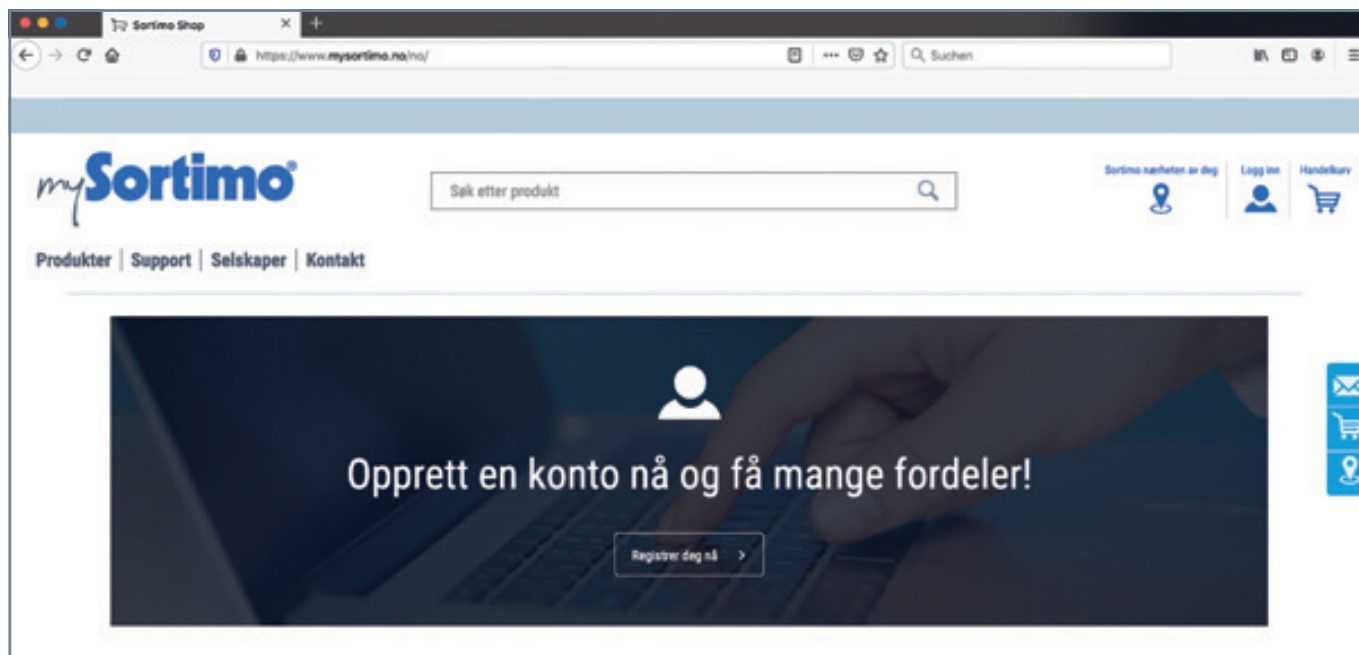 Sortimo Shop
https://www.mysortimo.no/no/
Suchen
mySortimo®
Søk etter produkt
Sortimo nærheten av deg
Logg inn
Handelkurv
Produkter | Support | Selskaper | Kontakt
Opprett en konto nå og få mange fordeler!
Registrer deg nå